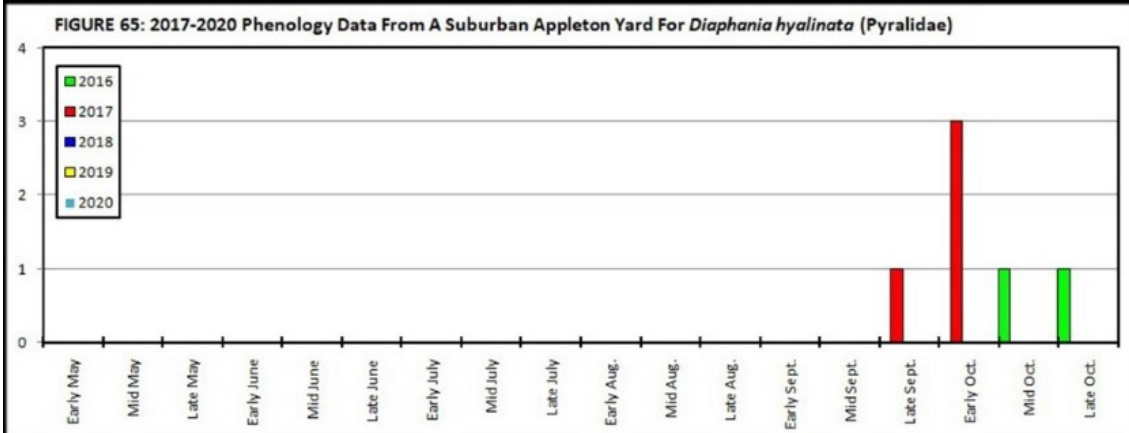 FIGURE 65: 2017-2020 Phenology Data From A Suburban Appleton Yard For Diaphania hyalinata (Pyralidae)
4
3
2
1
0
2016
2017
2018
2019
2020
Early May
Mid May
Late May
Early June
Mid June
Late June
Early July
Mid July
Late July
Early Aug.
Mid Aug.
Late Aug.
Early Sept.
Mid Sept.
Late Sept.
Early Oct.
Mid Oct.
Late Oct.